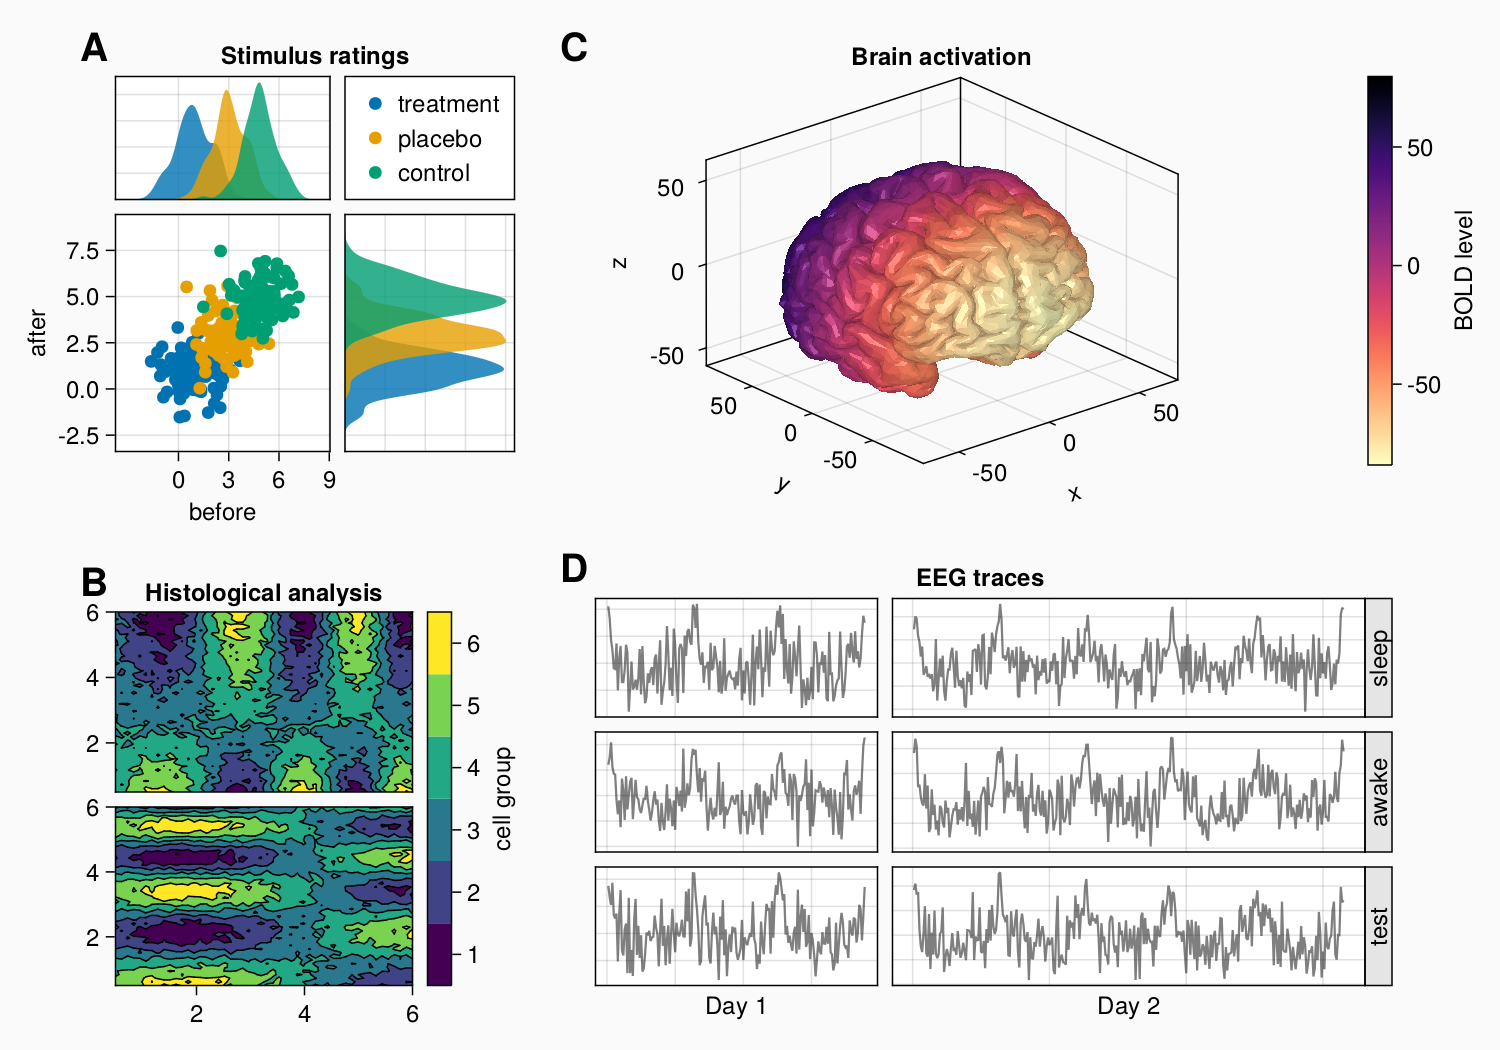 A
Stimulus ratings
treatment
placebo
control
7.5
5.0
2.5
0.0
-2.5
after
0 3 6 9
before
C
Brain activation
50
0
-50
z
50
0
-50
y
-50
0
50
x
50
0
-50
BOLD level
B
Histological analysis
6
4
2
6
4
2
2 4 6
6
5
4
3
2
1
cell group
D
EEG traces
sleep
awake
test
Day 1
Day 2